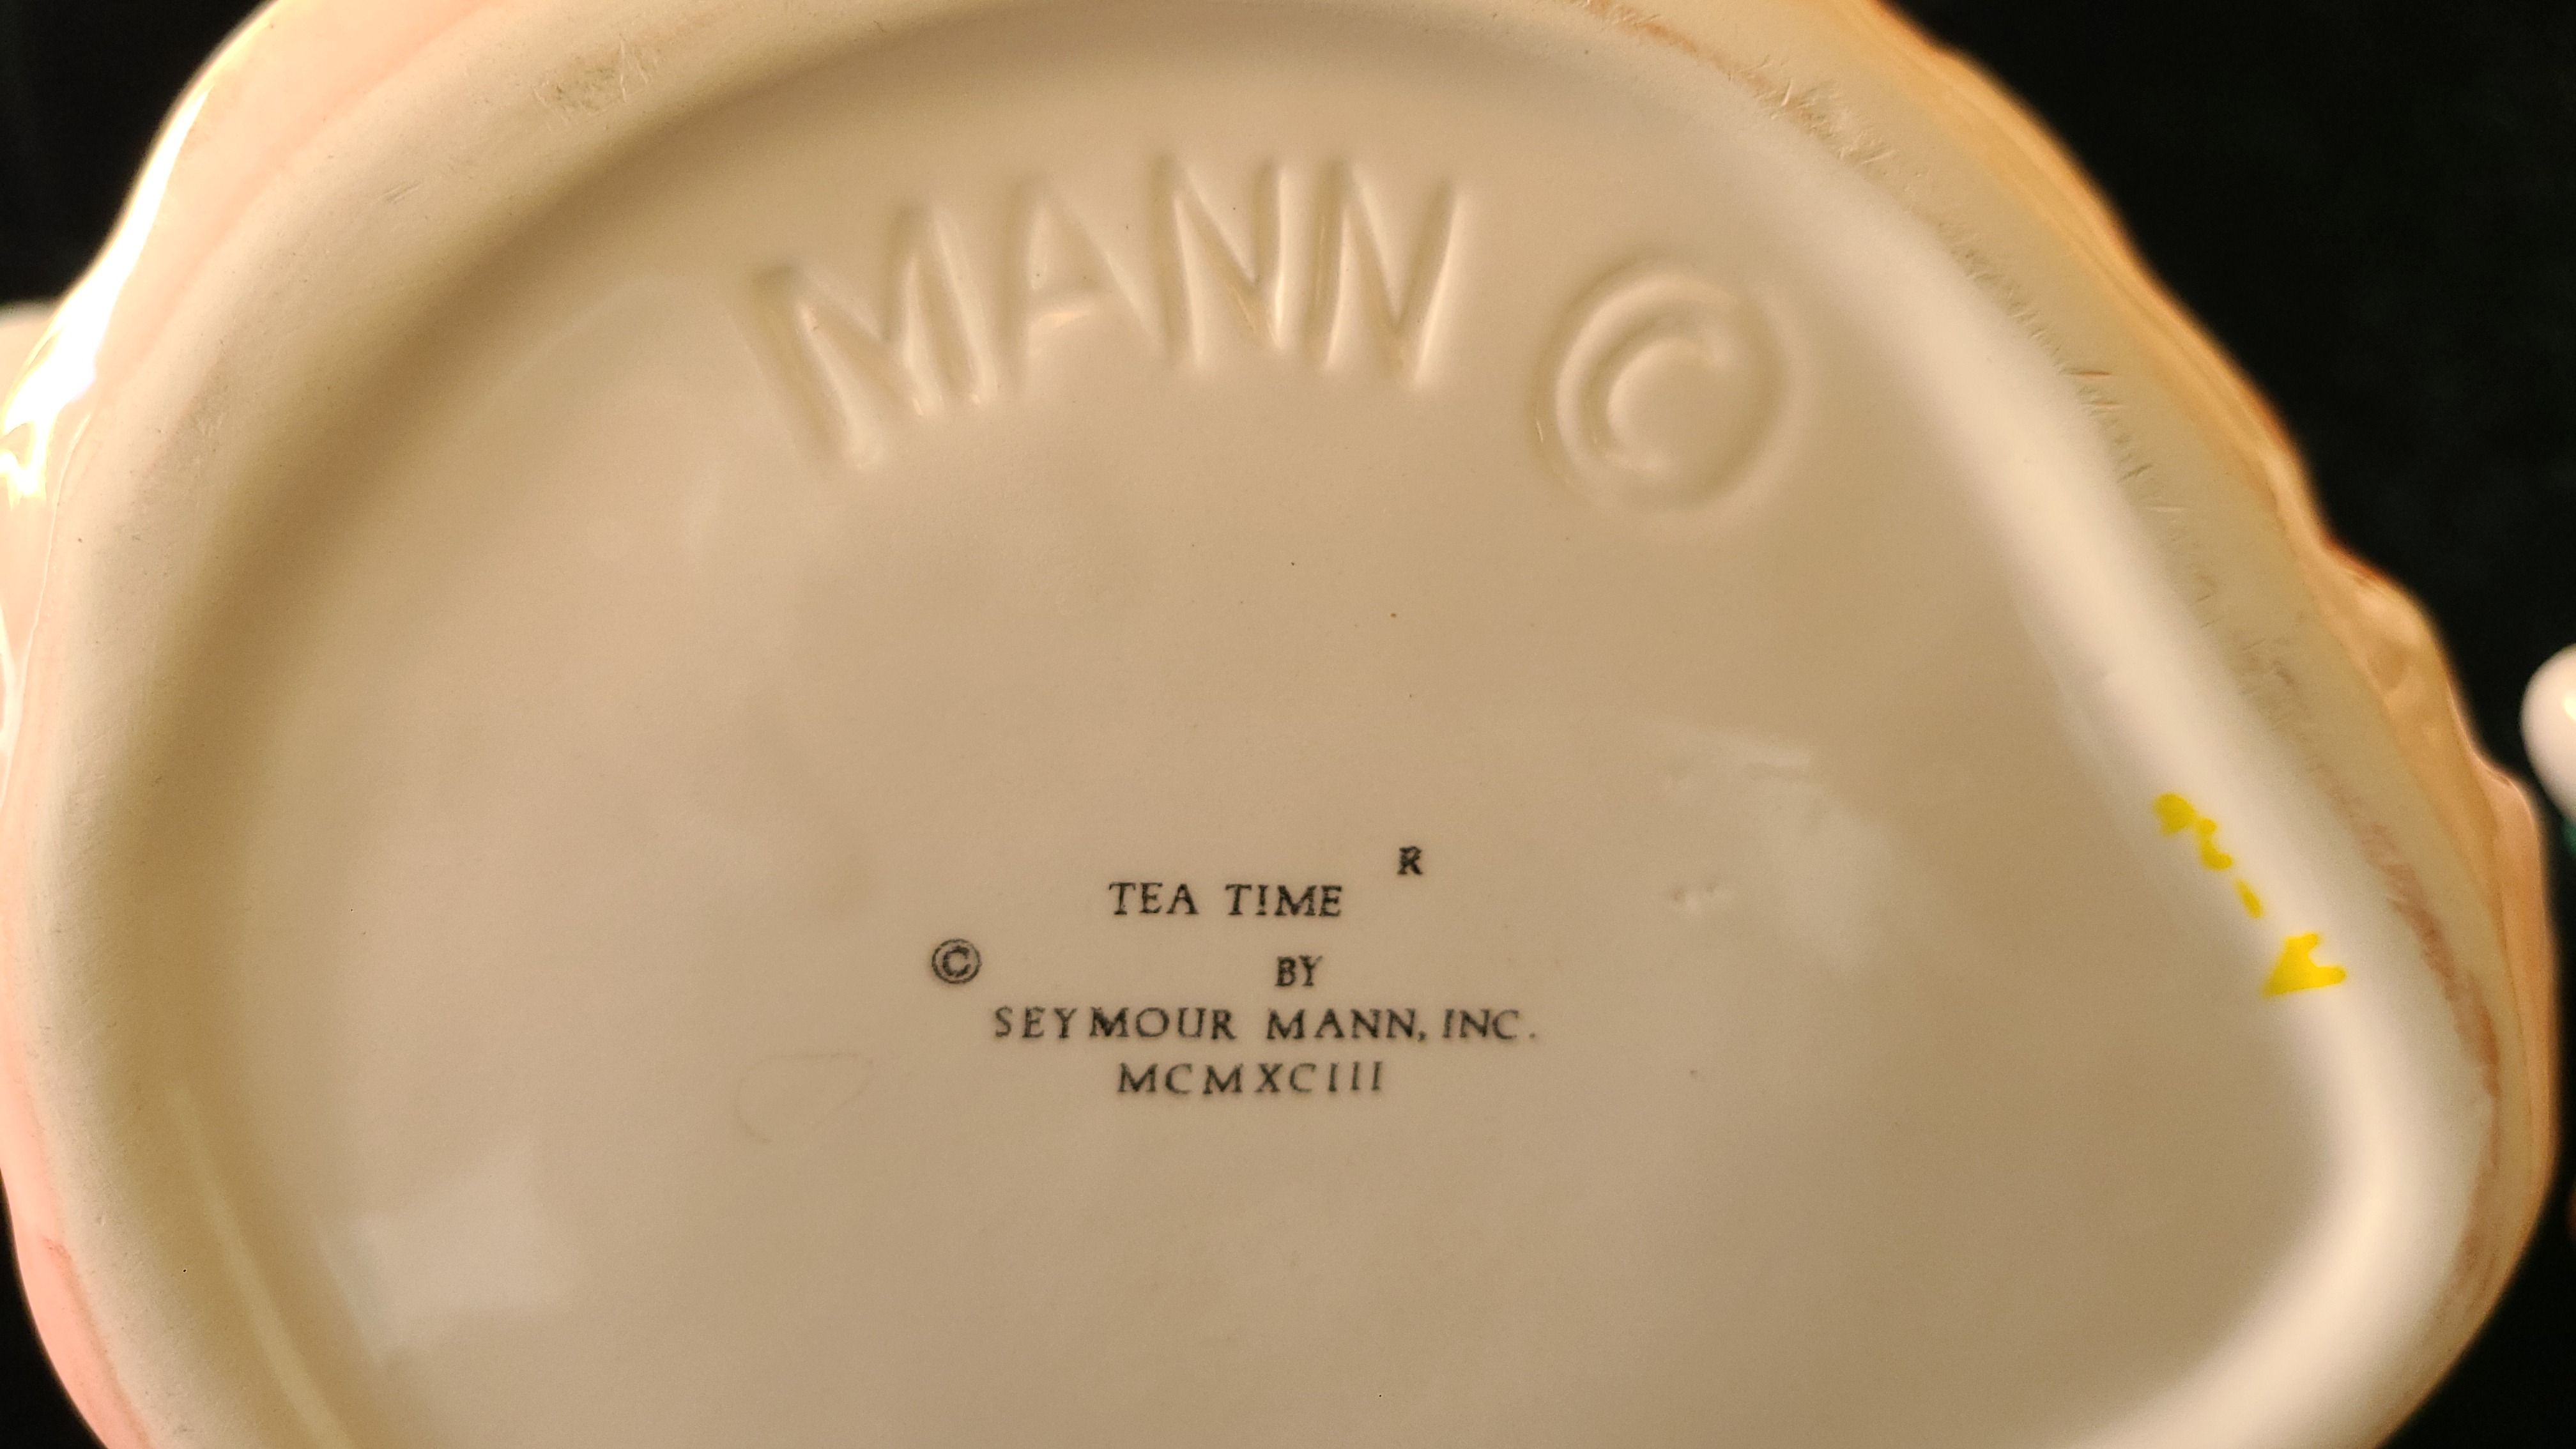 MANN ©
TEA TIME R
© BY
SEYMOUR MANN, INC.
MCMXCIII